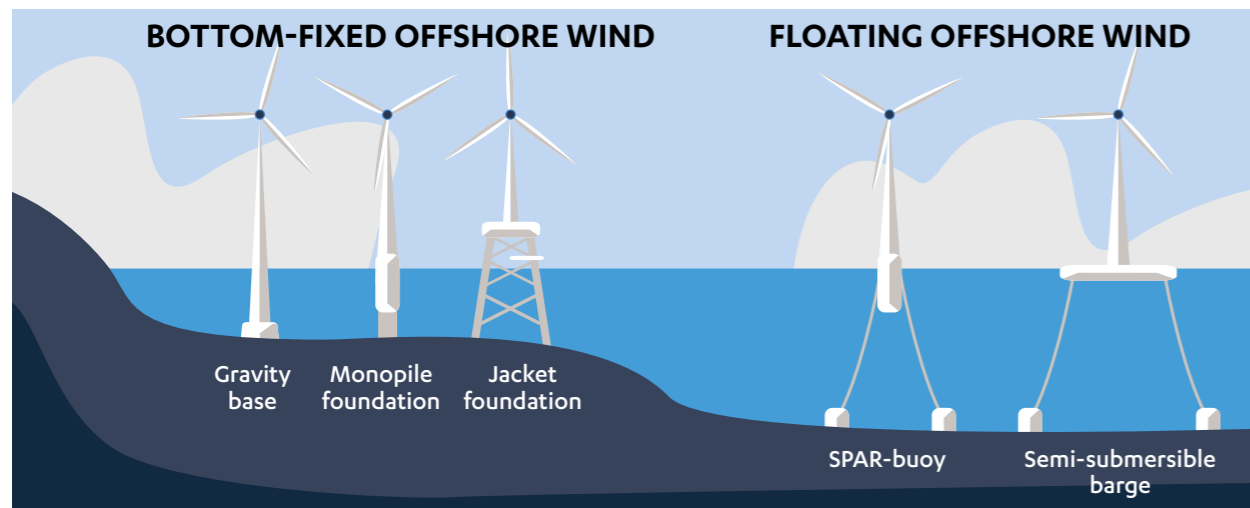 BOTTOM-FIXED OFFSHORE WIND
FLOATING OFFSHORE WIND
Gravity
base
Monopile
foundation
Jacket
foundation
SPAR-buoy
Semi-submersible
barge